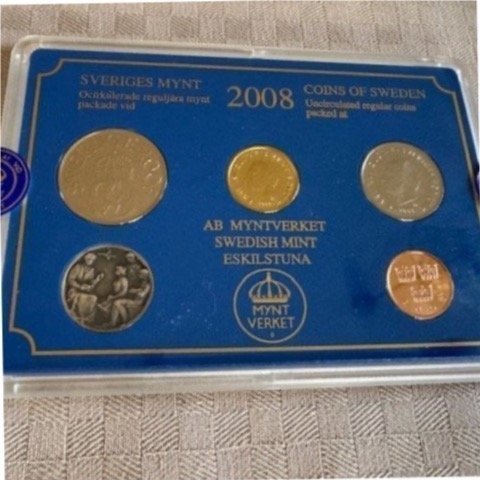 SVERIGES MYNT
Ocirkulerade reguljära mynt
packade vid
2008
COINS OF SWEDEN
Uncirculated regular coins
packed at
AB MYNTVERKET
SWEDISH MINT
ESKILSTUNA
MYNT
VERKET